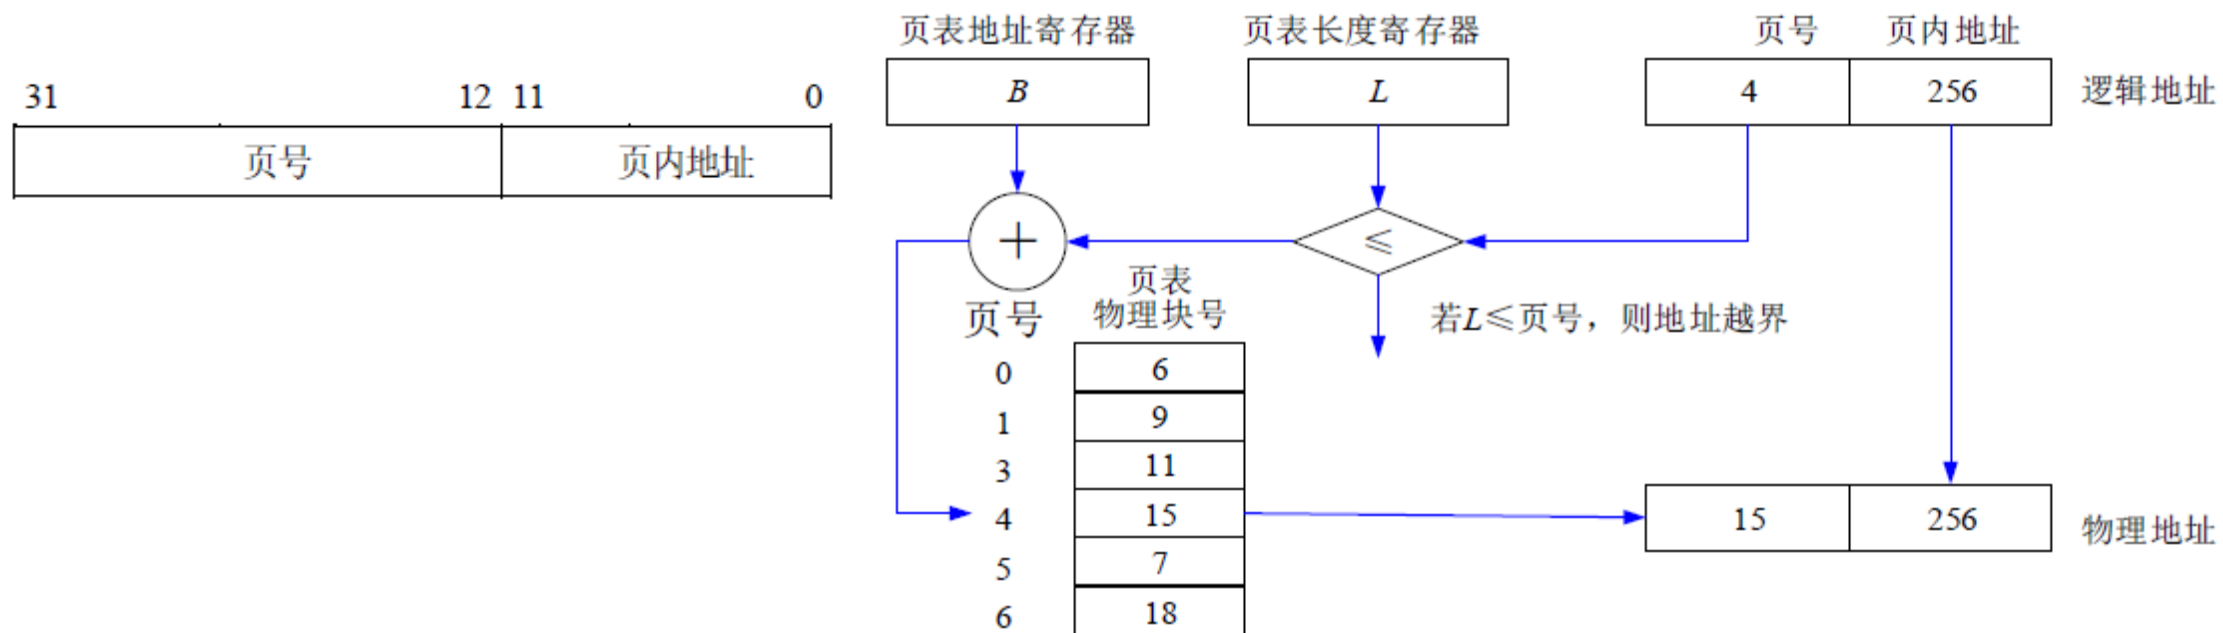 31 12 11 0
页号 页内地址
页表地址寄存器 页表长度寄存器 页号 页内地址
B L 4 256 逻辑地址
+ ≤
页表
页号 物理块号 若L≤页号，则地址越界
0 6
1 9
3 11
4 15 15 256 物理地址
5 7
6 18